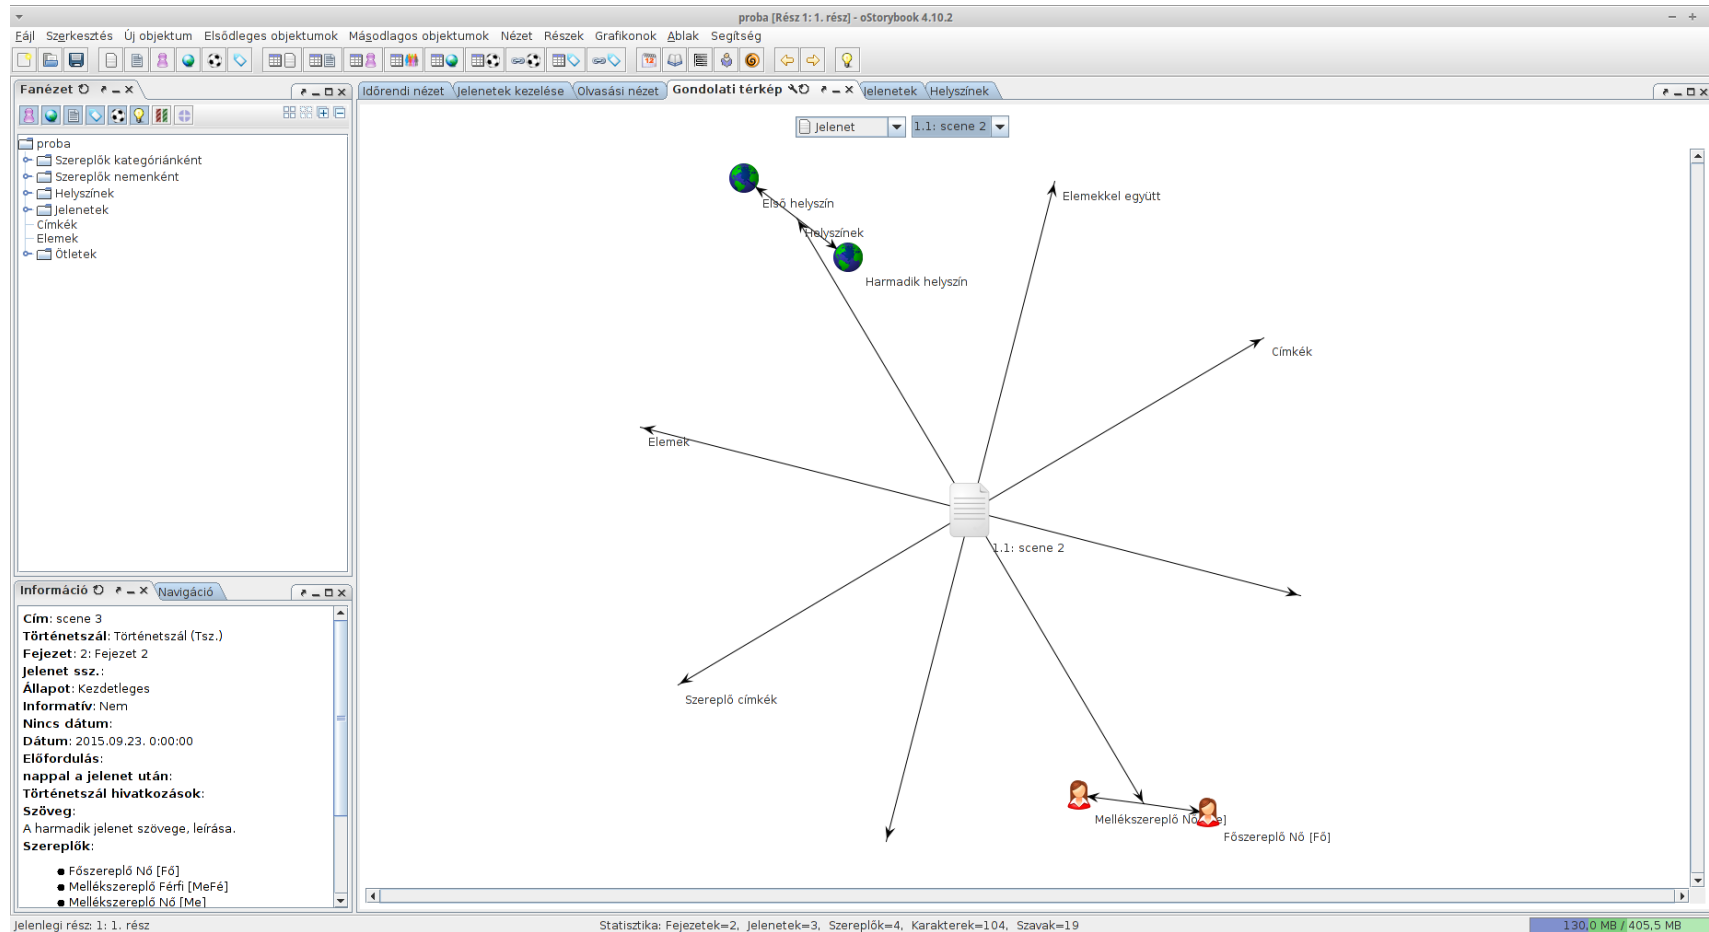 proba [Rész 1: 1. rész] - oStorybook 4.10.2
Fájl Szerkesztés Új objektum Elsődleges objektumok Másodlagos objektumok Nézet Részek Grafikonok Ablak Segítség
Fanézet
proba
Szereplők kategóriánként
Szereplők nemenként
Helyszínek
Jelenetek
Címkék
Elemek
Ötletek
Információ Navigáció
Cím: scene 3
Történetszál: Történetszál (Tsz.)
Fejezet: 2: Fejezet 2
Jelenet ssz.:
Állapot: Kezdetleges
Informatív: Nem
Nincs dátum:
Dátum: 2015.09.23. 0:00:00
Előfordulás:
nappal a jelenet után:
Történetszál hivatkozások:
Szöveg:
A harmadik jelenet szövege, leírása.
Szereplők:
Főszereplő Nő [Fő]
Mellékszereplő Férfi [MeFé]
Mellékszereplő Nő [Me]
Időrendi nézet Jelenetek kezelése Olvasási nézet Gondolati térkép Jelenetek Helyszínek
Jelenet 1.1: scene 2
Első helyszín
Helyszínek
Harmadik helyszín
Elemekkel együtt
Címkék
Elemek
1.1: scene 2
Szereplő címkék
Mellékszereplő Nő
Főszereplő Nő [Fő]
Jelenlegi rész: 1: 1. rész
Statisztika: Fejezetek=2, Jelenetek=3, Szereplők=4, Karakterek=104, Szavak=19
130,0 MB / 405,5 MB